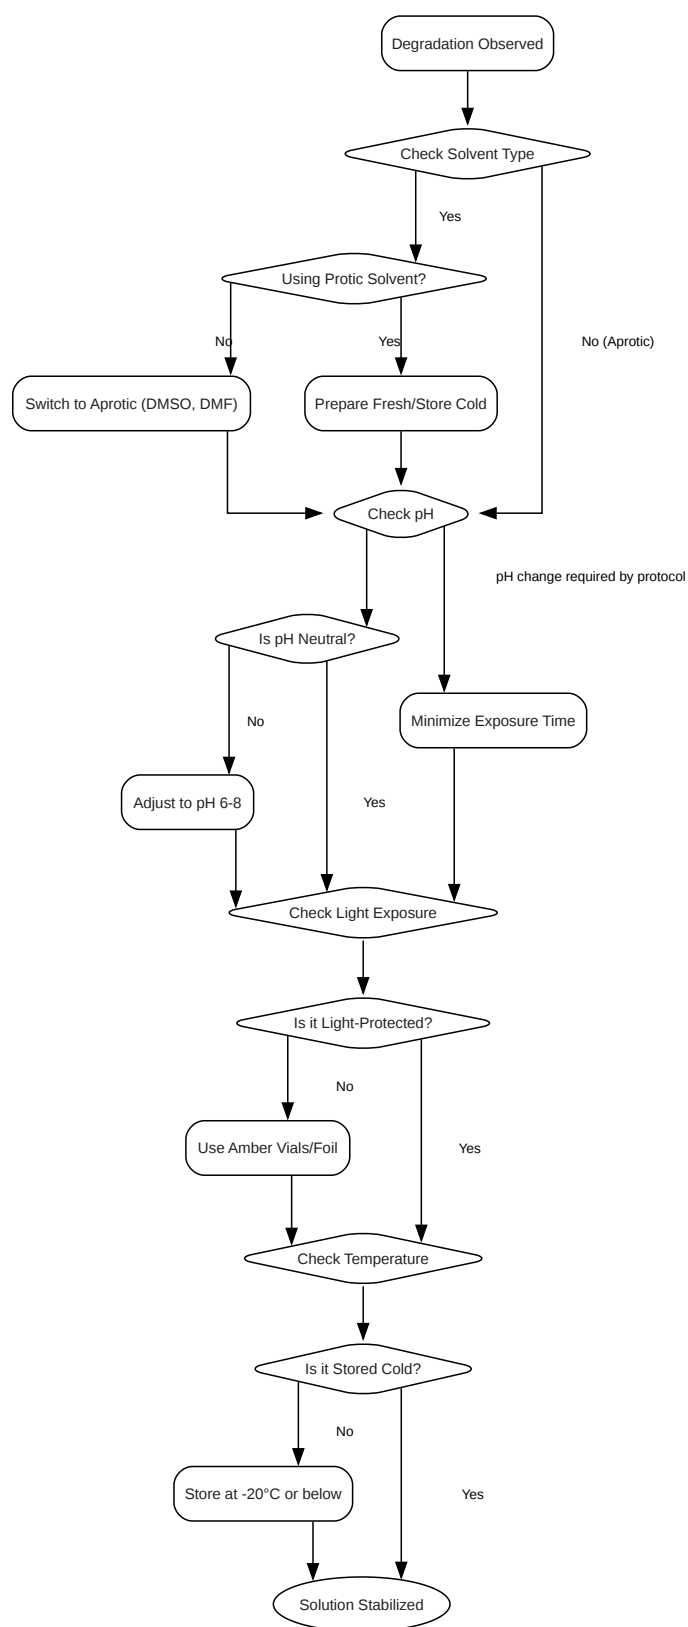 Degradation Observed
Check Solvent Type
Yes
Using Protic Solvent?
No
Yes
No (Aprotic)
Switch to Aprotic (DMSO, DMF)
Prepare Fresh/Store Cold
Check pH
pH change required by protocol
Is pH Neutral?
No
Minimize Exposure Time
Adjust to pH 6-8
Yes
Check Light Exposure
Is it Light-Protected?
No
Use Amber Vials/Foil
Yes
Check Temperature
Is it Stored Cold?
No
Store at -20°C or below
Yes
Solution Stabilized